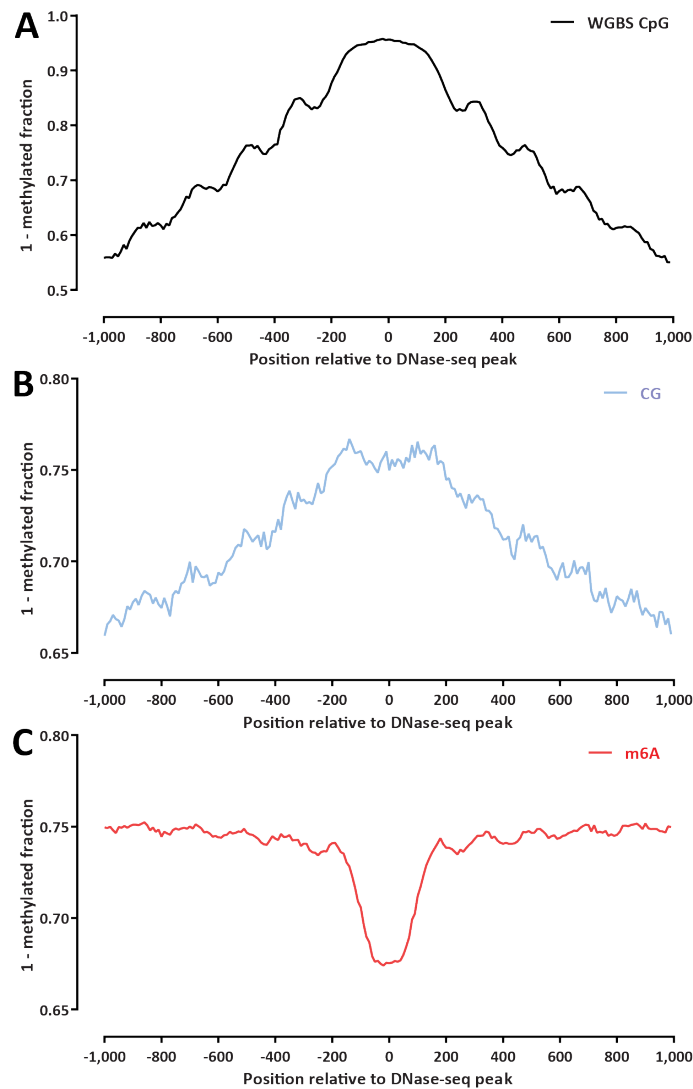 A
WGBS CpG
1 - methylated fraction
1.0
0.9
0.8
0.7
0.6
0.5
-1,000 -800 -600 -400 -200 0 200 400 600 800 1,000
Position relative to DNase-seq peak
B
CG
1 - methylated fraction
0.80
0.75
0.70
0.65
-1,000 -800 -600 -400 -200 0 200 400 600 800 1,000
Position relative to DNase-seq peak
C
m6A
1 - methylated fraction
0.80
0.75
0.70
0.65
-1,000 -800 -600 -400 -200 0 200 400 600 800 1,000
Position relative to DNase-seq peak